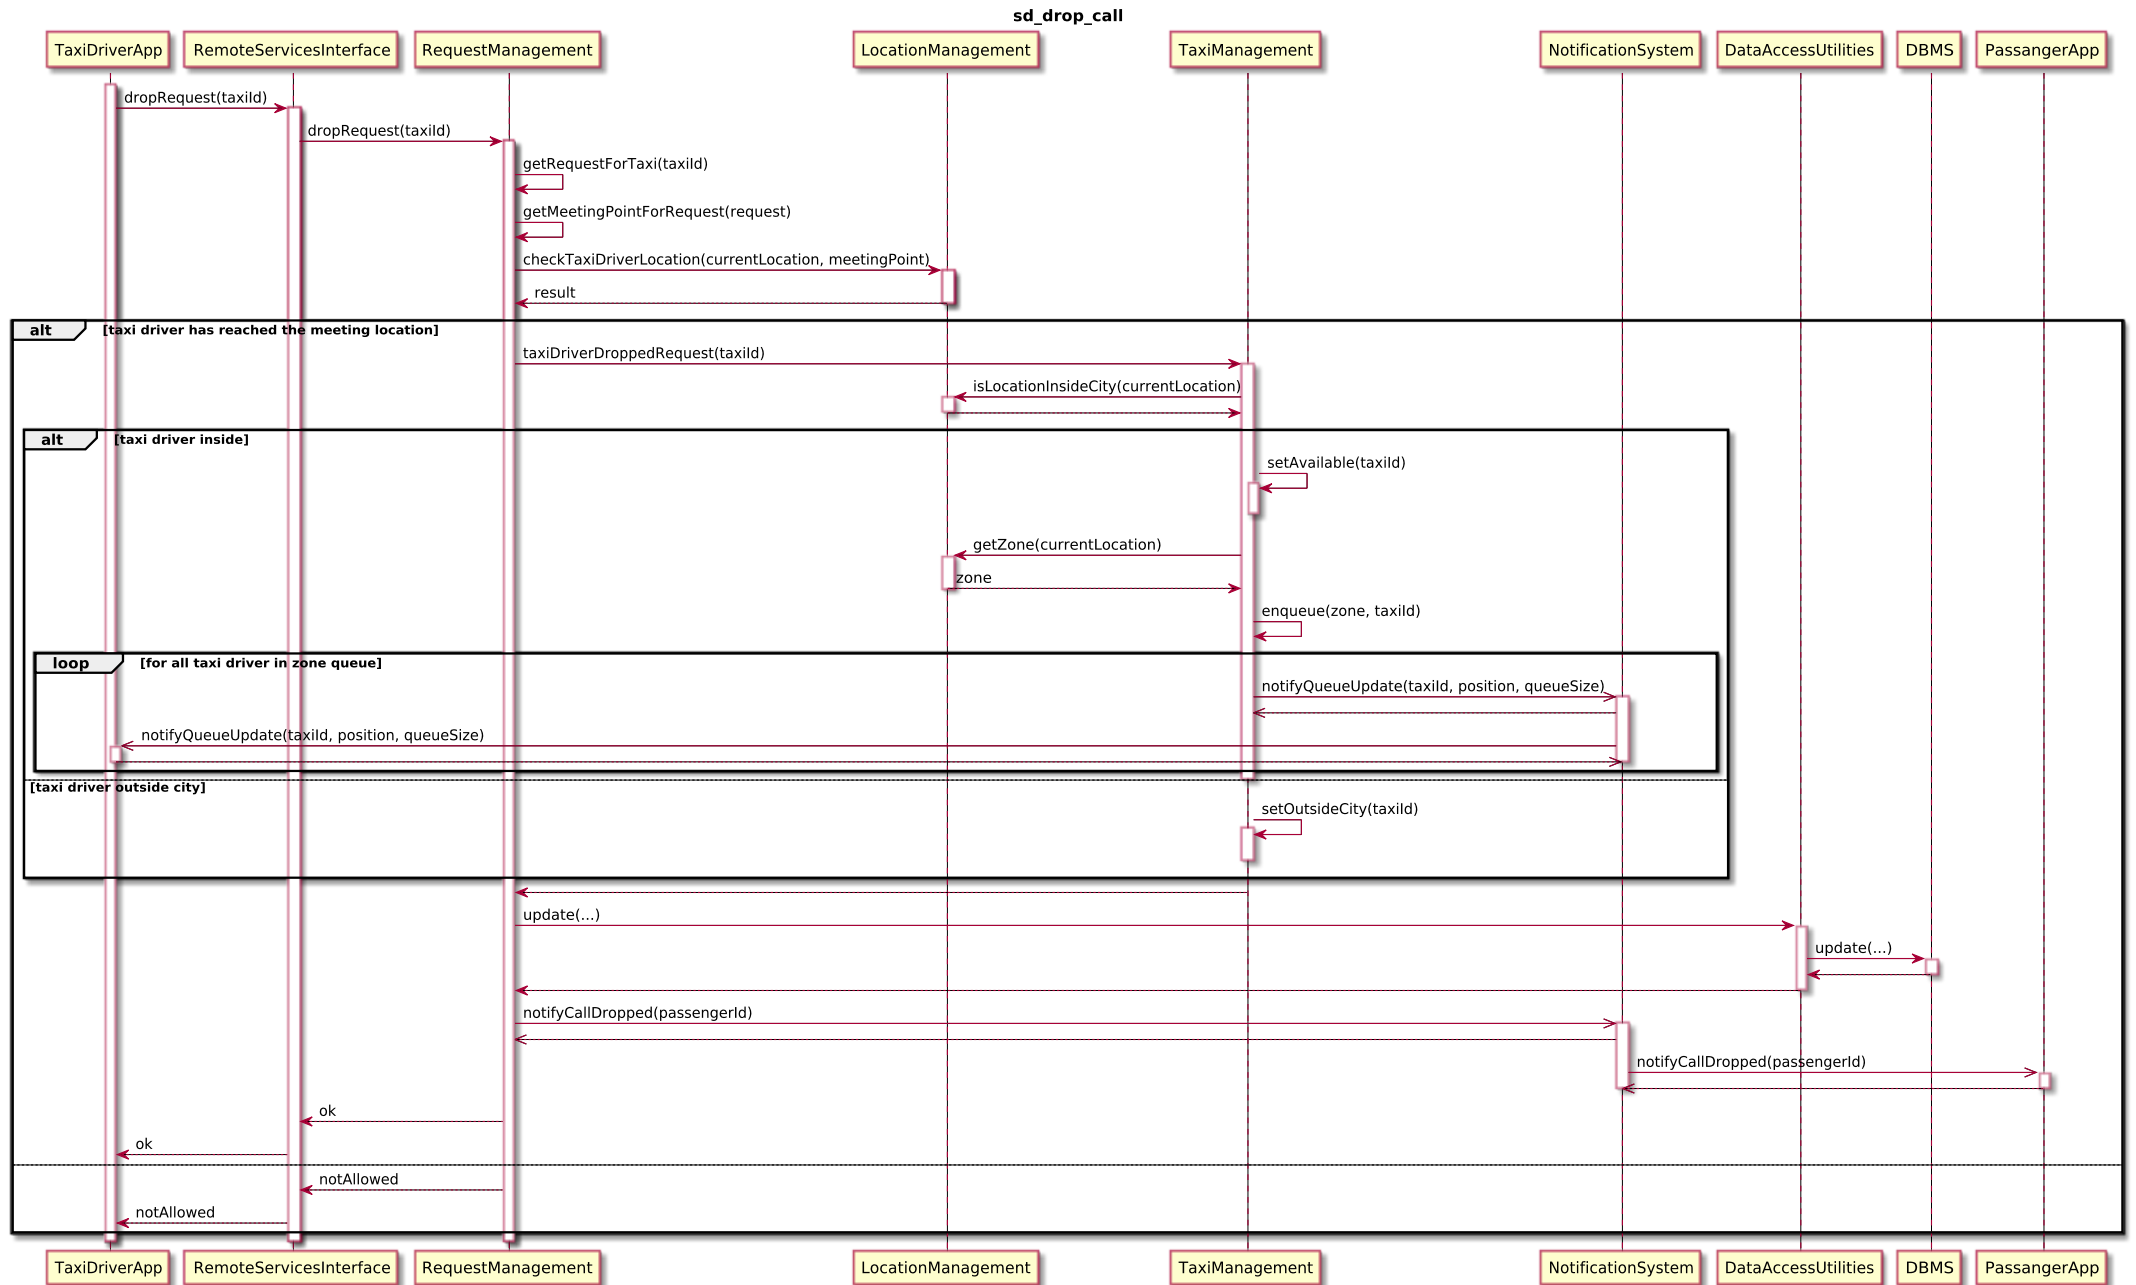 sd_drop_call
TaxiDriverApp RemoteServicesInterface RequestManagement LocationManagement TaxiManagement NotificationSystem DataAccessUtilities DBMS PassangerApp
dropRequest(taxiId)
dropRequest(taxiId)
getRequestForTaxi(taxiId)
getMeetingPointForRequest(request)
checkTaxiDriverLocation(currentLocation, meetingPoint)
result
alt [taxi driver has reached the meeting location]
taxiDriverDroppedRequest(taxiId)
isLocationInsideCity(currentLocation)
alt [taxi driver inside]
setAvailable(taxiId)
getZone(currentLocation)
zone
enqueue(zone, taxiId)
loop [for all taxi driver in zone queue]
notifyQueueUpdate(taxiId, position, queueSize)
notifyQueueUpdate(taxiId, position, queueSize)
[taxi driver outside city]
setOutsideCity(taxiId)
update(...)
update(...)
notifyCallDropped(passengerId)
notifyCallDropped(passengerId)
ok
ok
notAllowed
notAllowed
TaxiDriverApp RemoteServicesInterface RequestManagement LocationManagement TaxiManagement NotificationSystem DataAccessUtilities DBMS PassangerApp